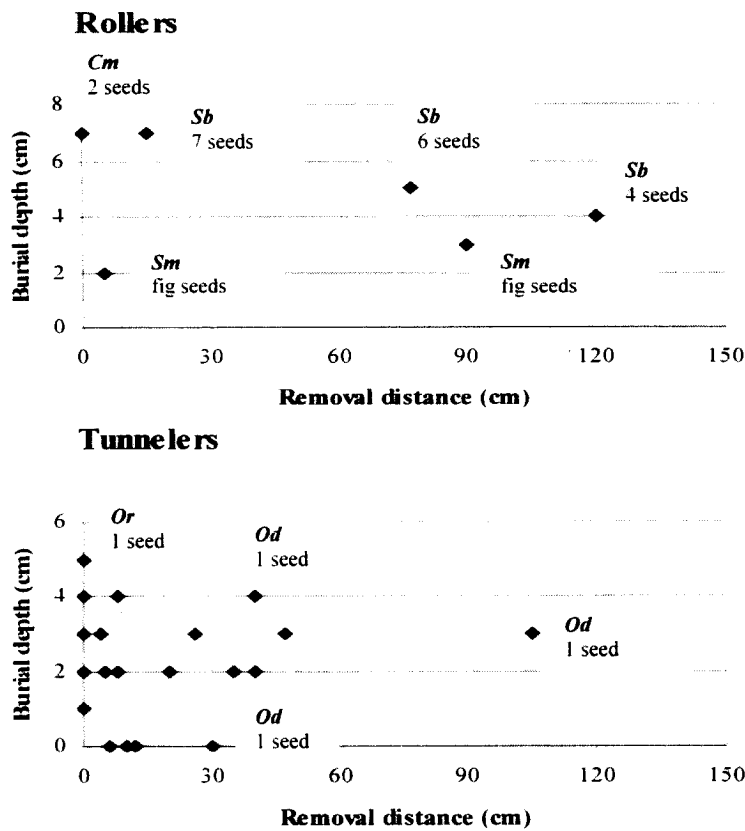 Rollers
Cm
2 seeds
Sb
7 seeds
Sb
6 seeds
Sb
4 seeds
Sm
fig seeds
Sm
fig seeds
Burial depth (cm)
8
6
4
2
0
0 30 60 90 120 150
Removal distance (cm)
Tunnelers
Or
1 seed
Od
1 seed
Od
1 seed
Od
1 seed
Burial depth (cm)
6
4
2
0
0 30 60 90 120 150
Removal distance (cm)